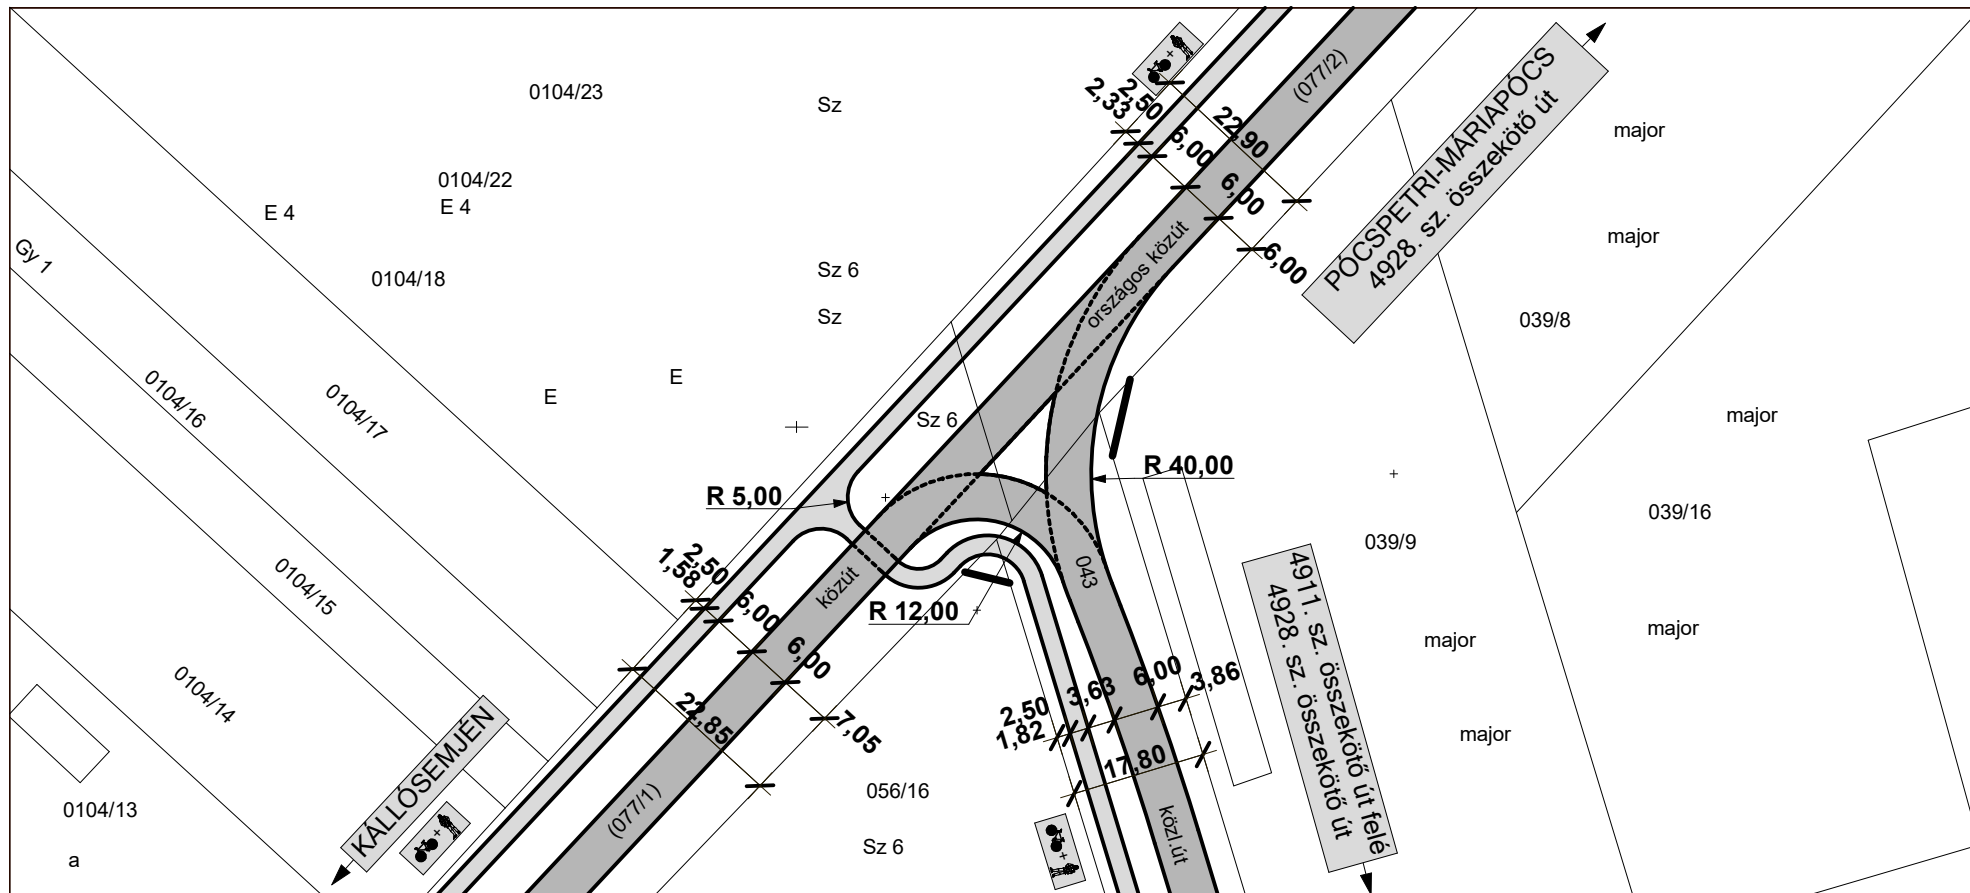 0104/23
Sz
0104/22
E 4
E 4
Gy 1
0104/18
Sz 6
Sz
0104/16
0104/17
E
E
Sz 6
0104/15
0104/14
0104/13
a
KÁLLÓSEMJÉN
(077/1)
közút
országos közút
(077/2)
2,33
2,50
6,00
22,90
6,00
6,00
PÓCSPETRI-MÁRIAPÓCS
4928. sz. összekötő út
major
major
039/8
major
039/16
039/9
major
major
major
R 5,00
R 40,00
R 12,00
043
1,58
2,50
6,00
6,00
22,85
7,05
1,82
2,50
3,63
6,00
3,86
17,80
056/16
Sz 6
közl.út
4911. sz. összekötő út felé
4928. sz. összekötő út